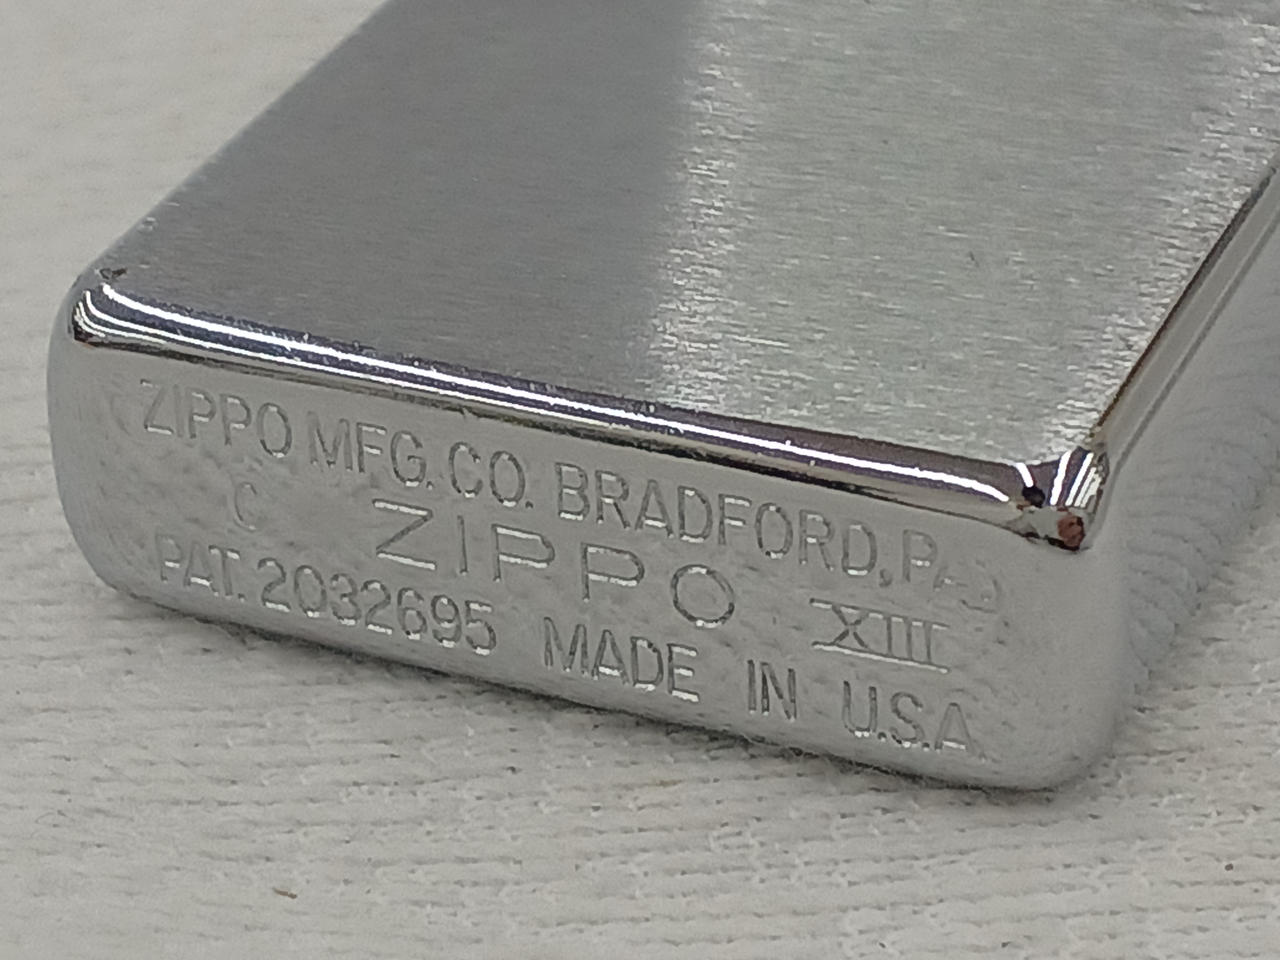 ZIPPO MFG. CO. BRADFORD, PA
C ZIPPO XIII
PAT. 2032695 MADE IN U.S.A.